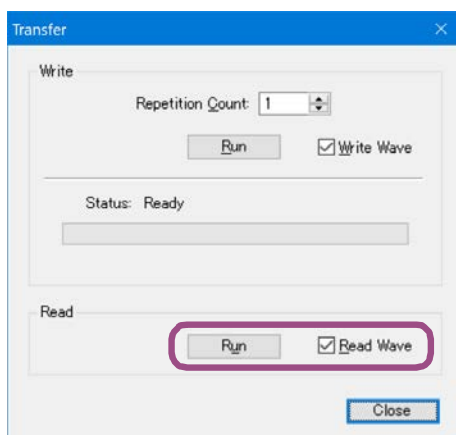 Transfer
Write
Repetition Count: 1
Run Write Wave
Status: Ready
Read
Run Read Wave
Close